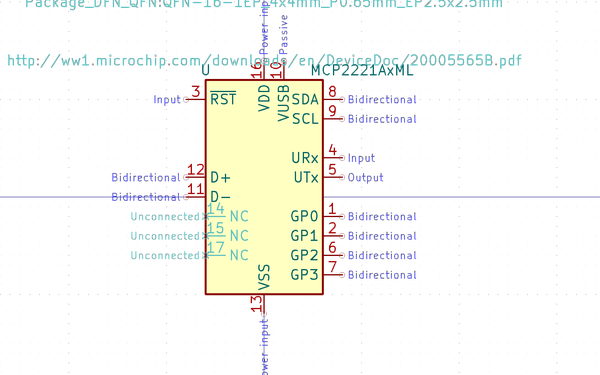 Package_DFN_QFN:QFN-16-1EP_4x4mm_P0.65mm_EP2.5x2.5mm
Power input
Passive
http://ww1.microchip.com/downloads/en/DeviceDoc/20005565B.pdf
U
16
10
MCP2221AxML
Input
3
RST
VDD
VUSB
SDA
8
Bidirectional
SCL
9
Bidirectional
URx
4
Input
Bidirectional
12
D+
UTx
5
Output
Bidirectional
11
D-
Unconnected
14
NC
GP0
1
Bidirectional
Unconnected
15
NC
GP1
2
Bidirectional
Unconnected
17
NC
GP2
6
Bidirectional
GP3
7
Bidirectional
VSS
13
ower input